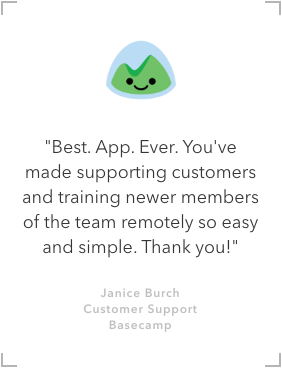 "Best. App. Ever. You've
made supporting customers
and training newer members
of the team remotely so easy
and simple. Thank you!"
Janice Burch
Customer Support
Basecamp